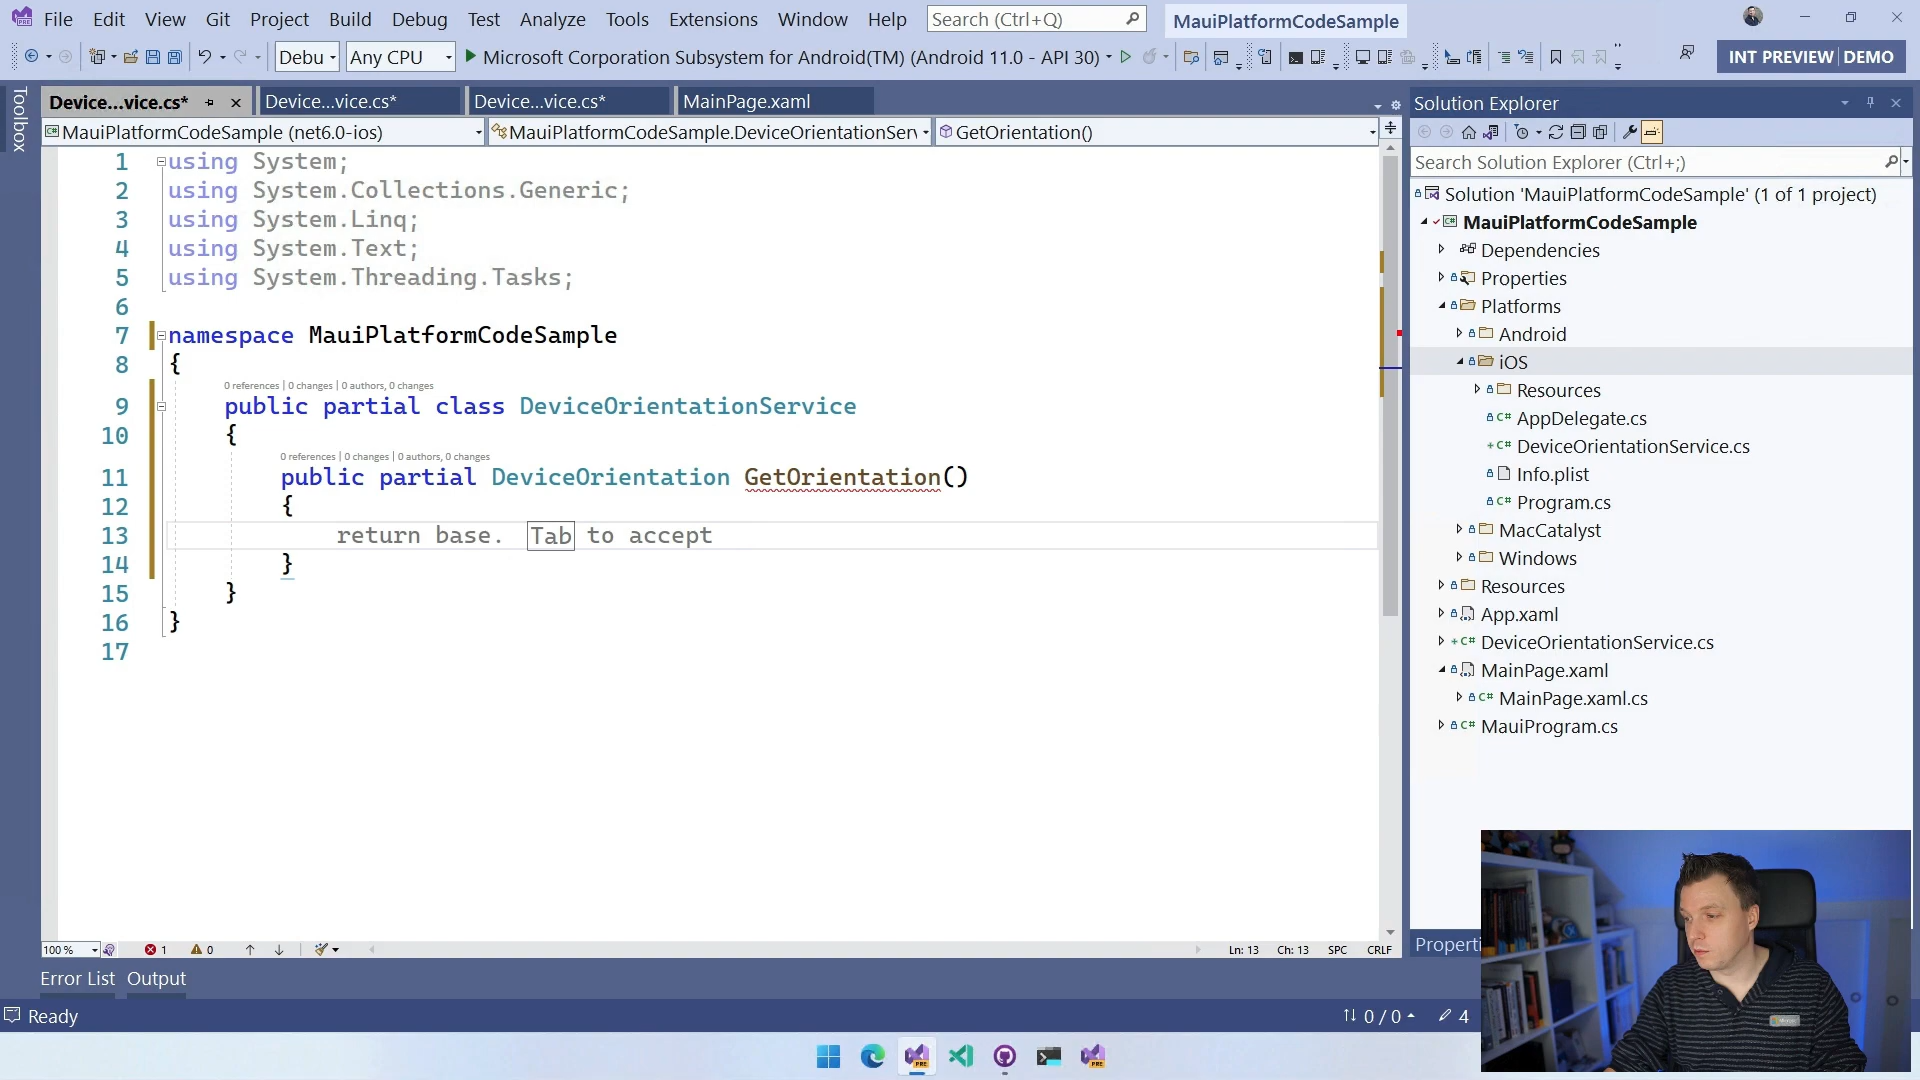 File Edit View Git Project Build Debug Test Analyze Tools Extensions Window Help Search (Ctrl+Q) MauiPlatformCodeSample
Debu Any CPU Microsoft Corporation Subsystem for Android(TM) (Android 11.0 - API 30) INT PREVIEW DEMO
Toolbox
Device...vice.cs* Device...vice.cs* Device...vice.cs* MainPage.xaml
MauiPlatformCodeSample (net6.0-ios) MauiPlatformCodeSample.DeviceOrientationSer GetOrientation()
1 using System;
2 using System.Collections.Generic;
3 using System.Linq;
4 using System.Text;
5 using System.Threading.Tasks;
6
7 namespace MauiPlatformCodeSample
8 {
0 references | 0 changes | 0 authors, 0 changes
9 public partial class DeviceOrientationService
10 {
0 references | 0 changes | 0 authors, 0 changes
11 public partial DeviceOrientation GetOrientation()
12 {
13 return base. Tab to accept
14 }
15 }
16 }
17
100 % 1 0 Ln: 13 Ch: 13 SPC CRLF
Error List Output
Ready 0 / 0 4
Solution Explorer
Search Solution Explorer (Ctrl+;)
Solution 'MauiPlatformCodeSample' (1 of 1 project)
MauiPlatformCodeSample
Dependencies
Properties
Platforms
Android
iOS
Resources
AppDelegate.cs
DeviceOrientationService.cs
Info.plist
Program.cs
MacCatalyst
Windows
Resources
App.xaml
DeviceOrientationService.cs
MainPage.xaml
MainPage.xaml.cs
MauiProgram.cs
Properti